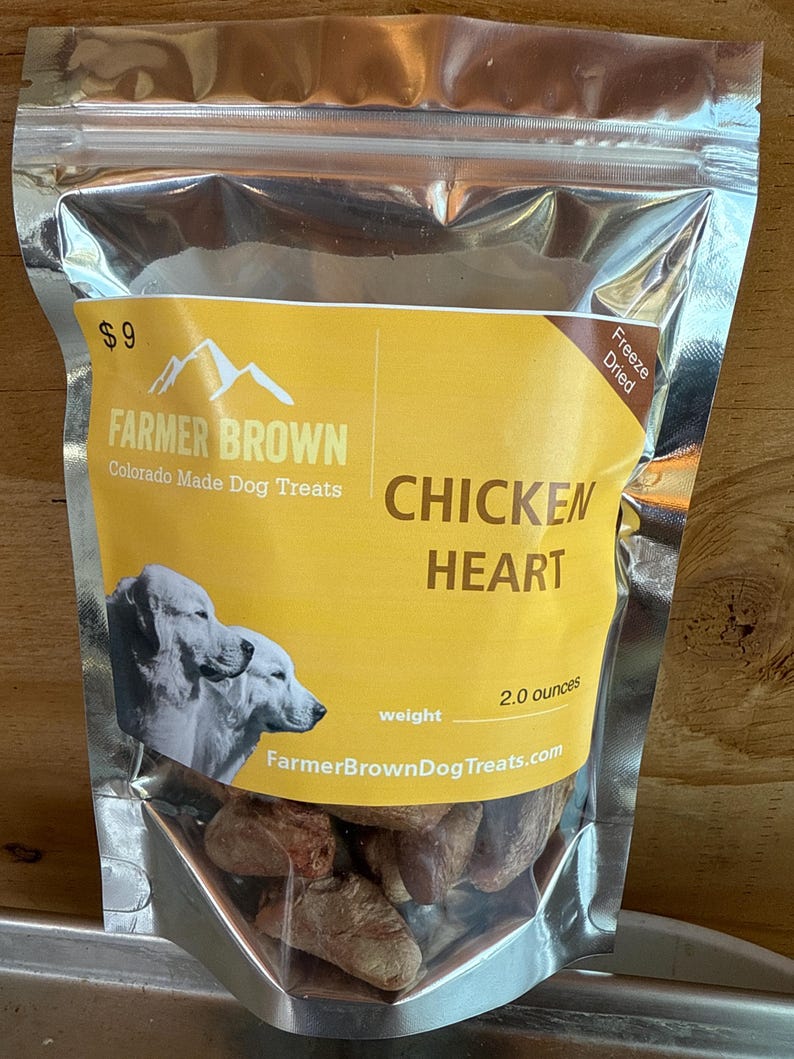 $ 9
FARMER BROWN
Colorado Made Dog Treats
Freeze
Dried
CHICKEN
HEART
2.0 ounces
weight
FarmerBrownDogTreats.com